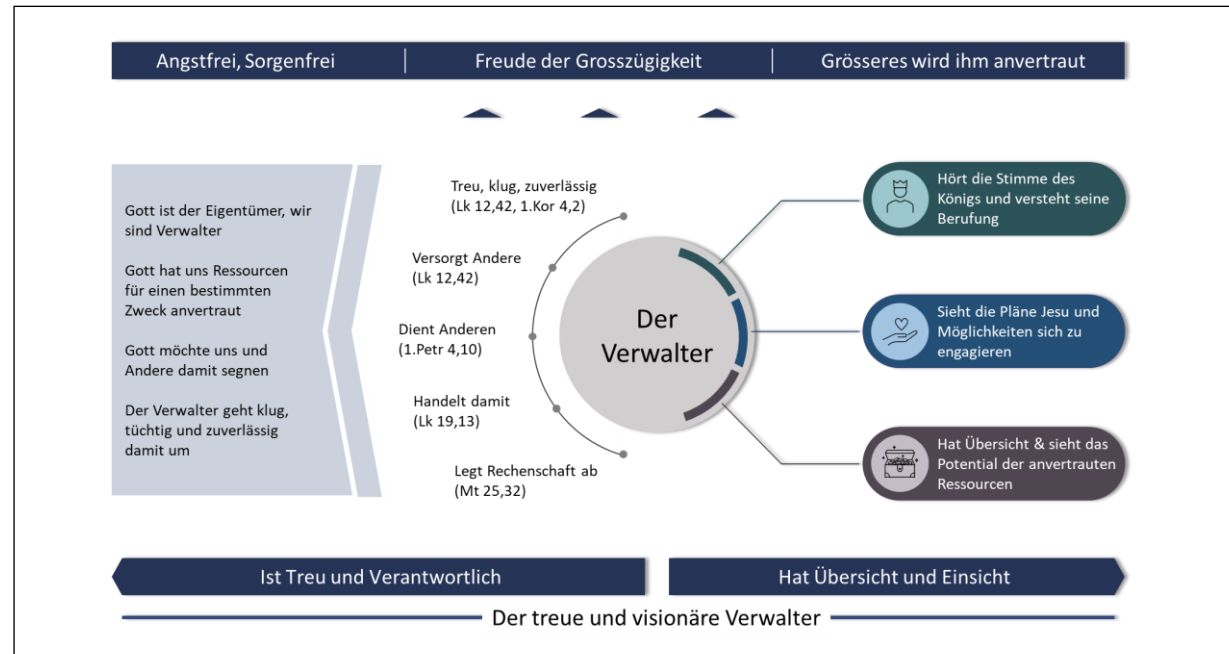 Angstfrei, Sorgenfrei
Freude der Grosszügigkeit
Grösseres wird ihm anvertraut
Gott ist der Eigentümer, wir
sind Verwalter
Gott hat uns Ressourcen
für einen bestimmten
Zweck anvertraut
Gott möchte uns und
Andere damit segnen
Der Verwalter geht klug,
tüchtig und zuverlässig
damit um
Treu, klug, zuverlässig
(Lk 12,42, 1.Kor 4,2)
Versorgt Andere
(Lk 12,42)
Dient Anderen
(1.Petr 4,10)
Handelt damit
(Lk 19,13)
Legt Rechenschaft ab
(Mt 25,32)
Der
Verwalter
Hört die Stimme des
Königs und versteht seine
Berufung
Sieht die Pläne Jesu und
Möglichkeiten sich zu
engagieren
Hat Übersicht & sieht das
Potential der anvertrauten
Ressourcen
Ist Treu und Verantwortlich
Hat Übersicht und Einsicht
Der treue und visionäre Verwalter